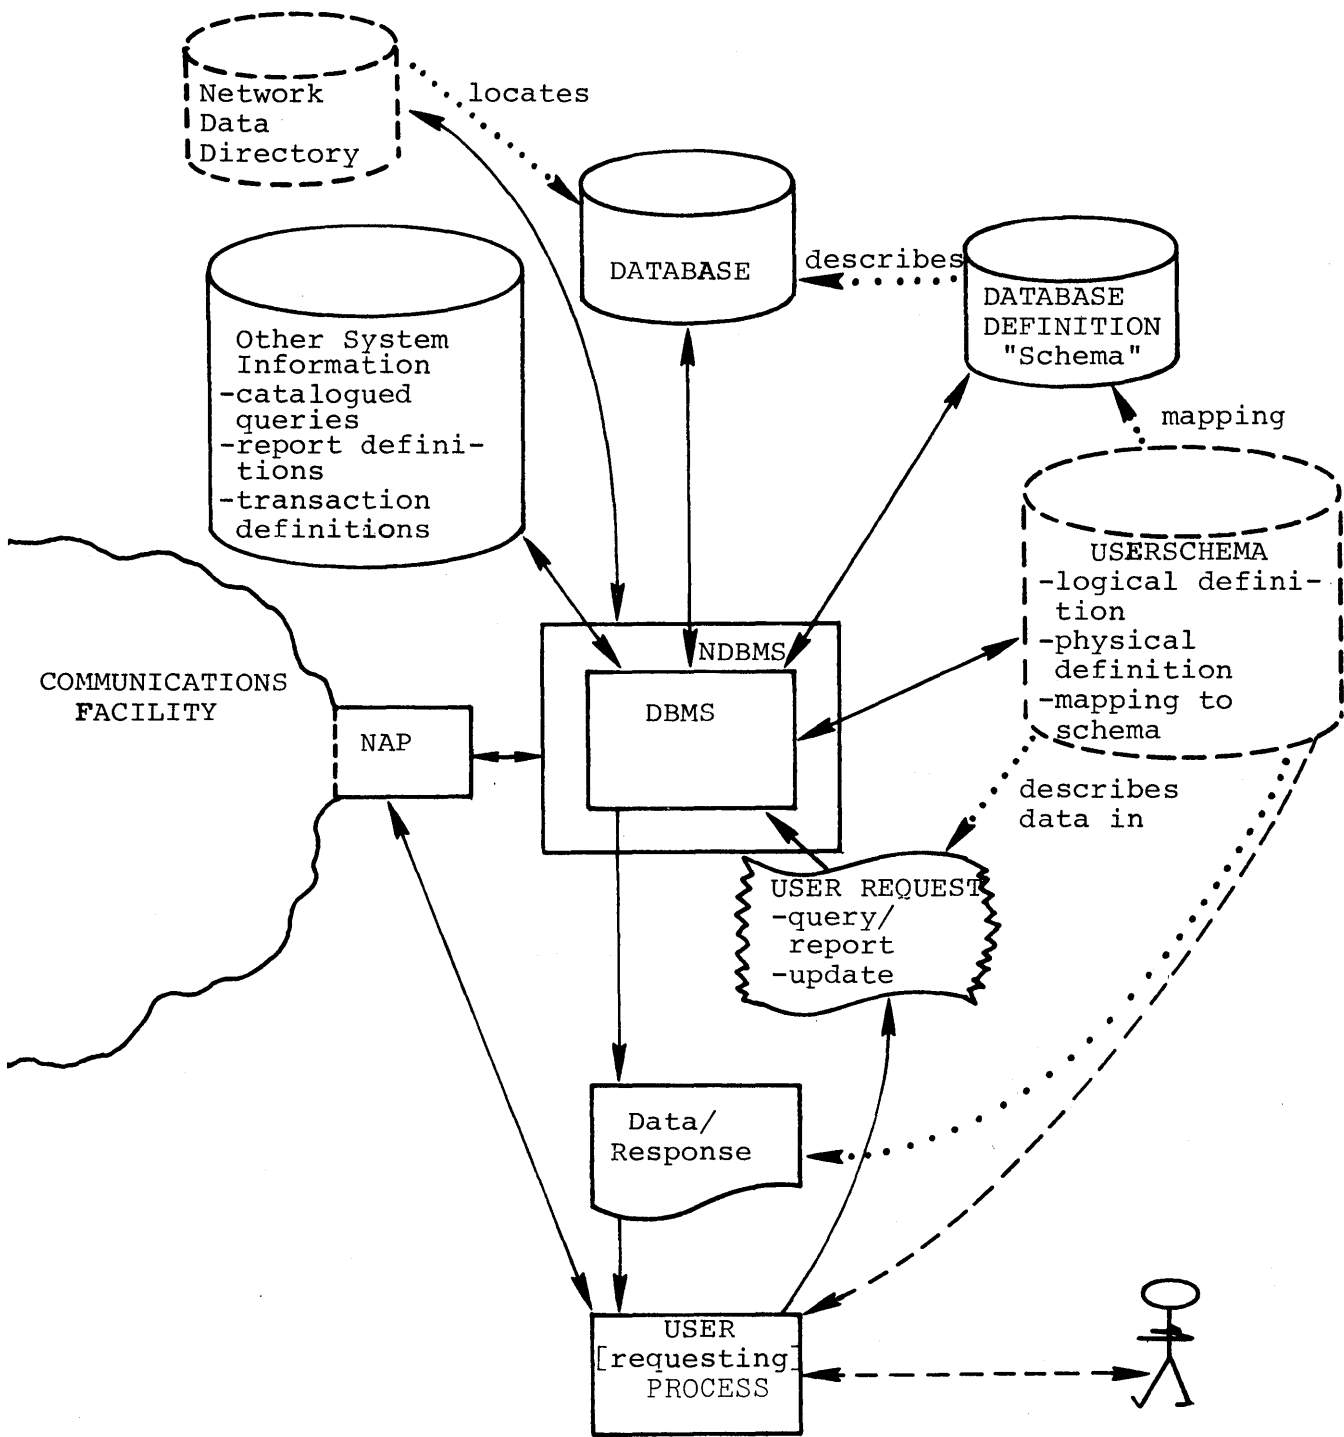 Network
Data
Directory
locates
DATABASE
describes
DATABASE
DEFINITION
"Schema"
Other System
Information
-catalogued
queries
-report defini-
tions
-transaction
definitions
mapping
USERSCHEMA
-logical defini-
tion
-physical
definition
-mapping to
schema
COMMUNICATIONS
FACILITY
NAP
NDBMS
DBMS
describes
data in
USER REQUEST
-query/
report
-update
Data/
Response
USER
[requesting]
PROCESS